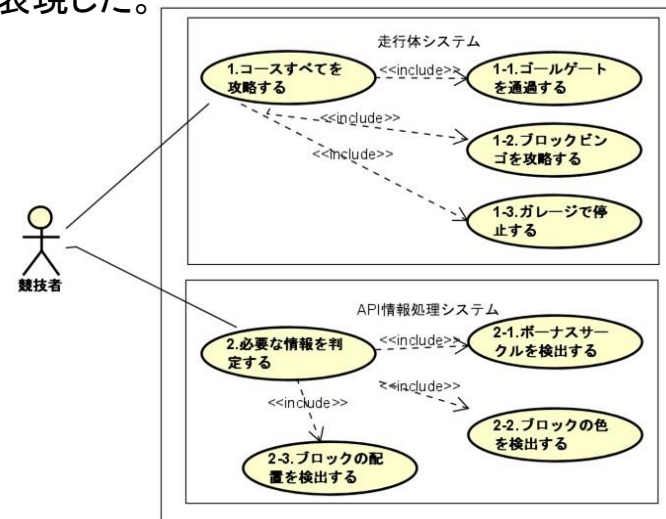 表現した。
走行体システム
1.コースすべてを
攻略する
<<include>>
1-1.ゴールゲート
を通過する
<<include>>
1-2.ブロックビン
ゴを攻略する
<<include>>
1-3.ガレージで停
止する
競技者
API情報処理システム
2.必要な情報を判
定する
<<include>>
2-1.ボーナスサー
クルを検出する
<<include>>
2-2.ブロックの色
を検出する
<<include>>
2-3.ブロックの配
置を検出する